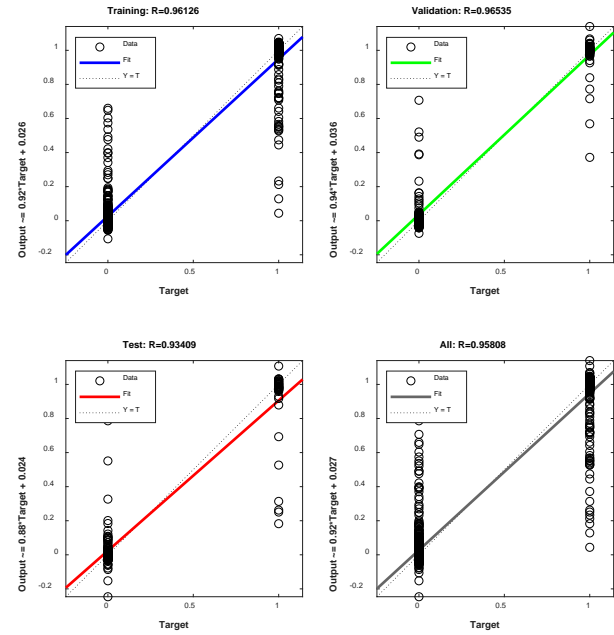 Training: R=0.96126
Output ~= 0.92*Target + 0.026
1
0.8
0.6
0.4
0.2
0
-0.2
Data
Fit
Y = T
0
0.5
1
Target
Validation: R=0.96535
Output ~= 0.94*Target + 0.036
1
0.8
0.6
0.4
0.2
0
-0.2
Data
Fit
Y = T
0
0.5
1
Target
Test: R=0.93409
Output ~= 0.88*Target + 0.024
1
0.8
0.6
0.4
0.2
0
-0.2
Data
Fit
Y = T
0
0.5
1
Target
All: R=0.95808
Output ~= 0.92*Target + 0.027
1
0.8
0.6
0.4
0.2
0
-0.2
Data
Fit
Y = T
0
0.5
1
Target